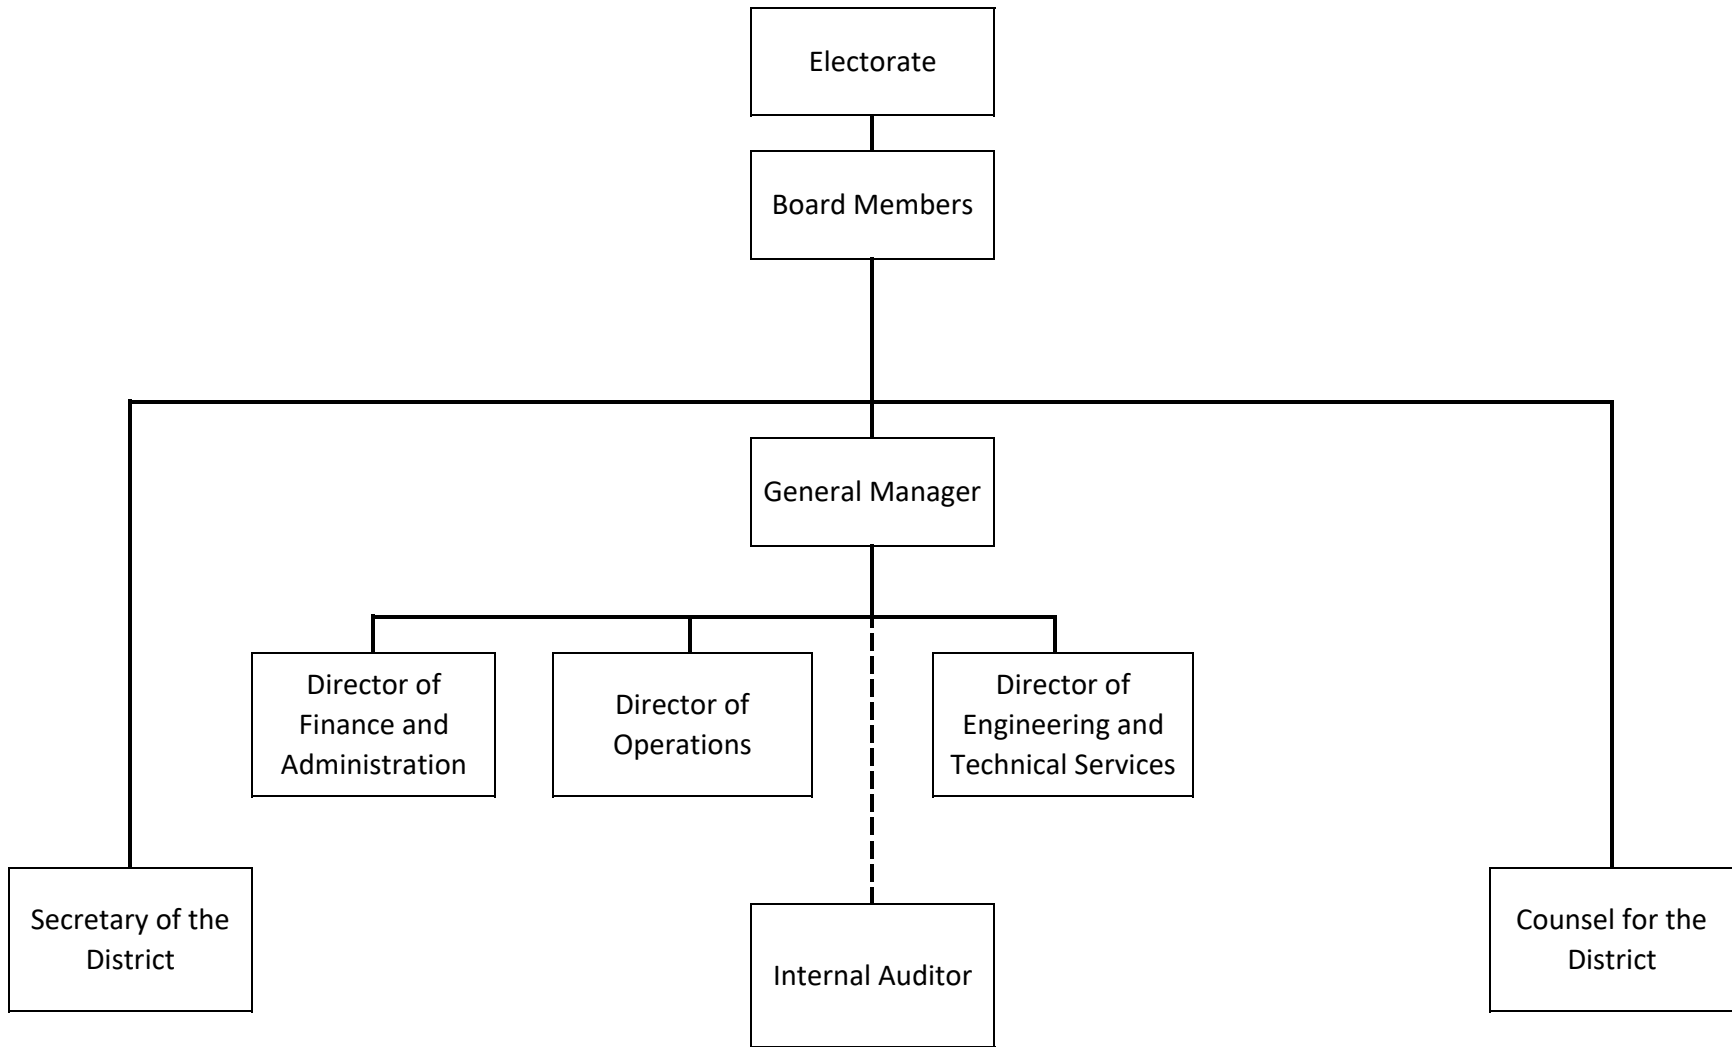 Electorate
Board Members
General Manager
Director of
Finance and
Administration
Director of
Operations
Director of
Engineering and
Technical Services
Secretary of the
District
Internal Auditor
Counsel for the
District